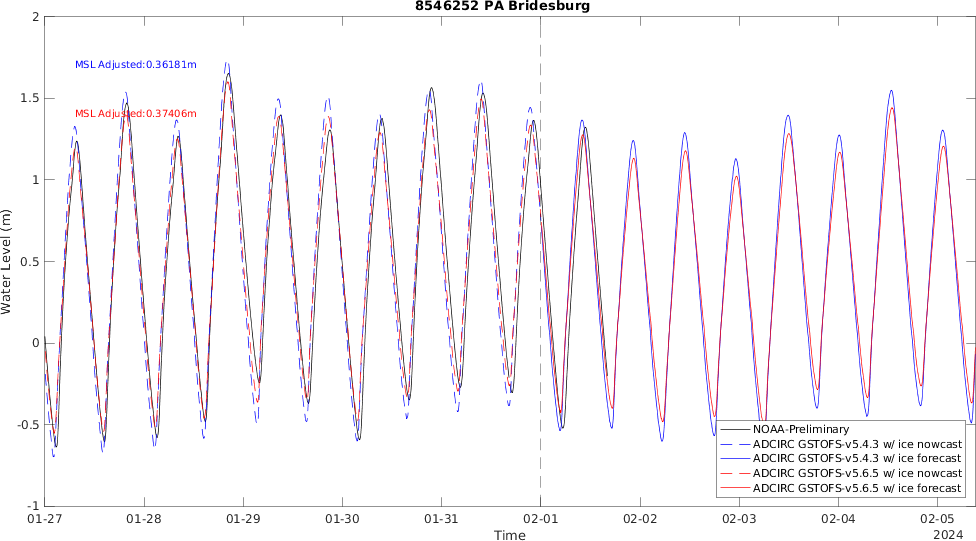 8546252 PA Bridesburg
2
1.5
1
0.5
0
-0.5
-1
Water Level (m)
MSL Adjusted:0.36181m
MSL Adjusted:0.37406m
NOAA-Preliminary
ADCIRC GSTOFS-v5.4.3 w/ ice nowcast
ADCIRC GSTOFS-v5.4.3 w/ ice forecast
ADCIRC GSTOFS-v5.6.5 w/ ice nowcast
ADCIRC GSTOFS-v5.6.5 w/ ice forecast
01-27 01-28 01-29 01-30 01-31 02-01 02-02 02-03 02-04 02-05
Time
2024